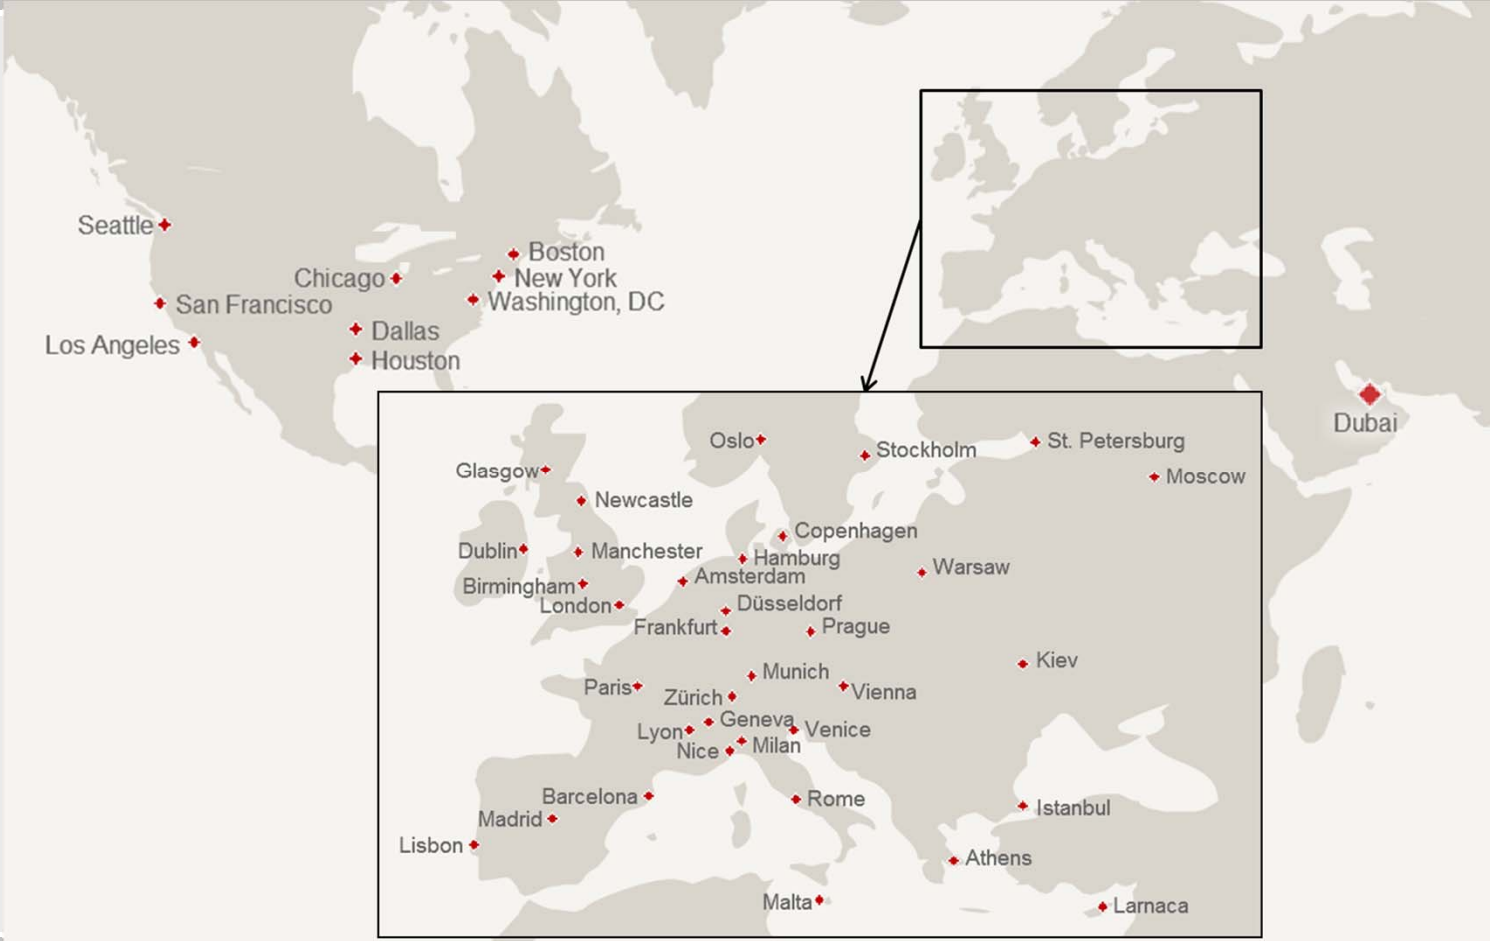 Seattle
Boston
Chicago
New York
Washington, DC
San Francisco
Dallas
Los Angeles
Houston
Dubai
Oslo
Stockholm
St. Petersburg
Glasgow
Moscow
Newcastle
Copenhagen
Dublin
Manchester
Hamburg
Warsaw
Amsterdam
Birmingham
London
Düsseldorf
Frankfurt
Prague
Kiev
Munich
Paris
Zürich
Vienna
Geneva
Lyon
Venice
Nice
Milan
Barcelona
Rome
Istanbul
Madrid
Lisbon
Athens
Malta
Larnaca